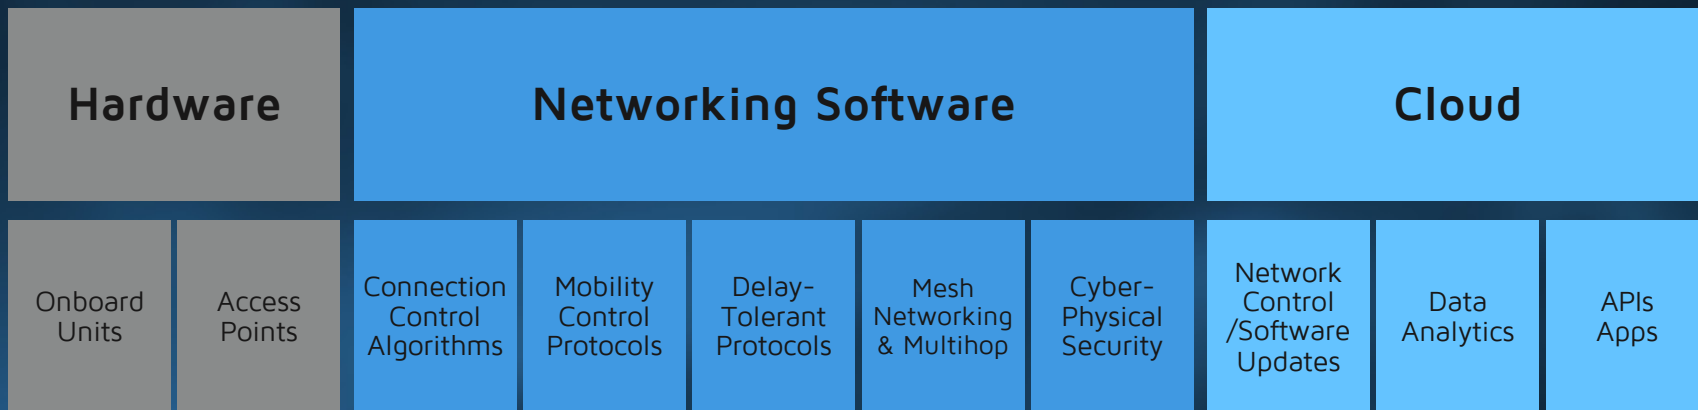 Hardware
Networking Software
Cloud
Onboard
Units
Access
Points
Connection
Control
Algorithms
Mobility
Control
Protocols
Delay-
Tolerant
Protocols
Mesh
Networking
& Multihop
Cyber-
Physical
Security
Network
Control
/Software
Updates
Data
Analytics
APIs
Apps